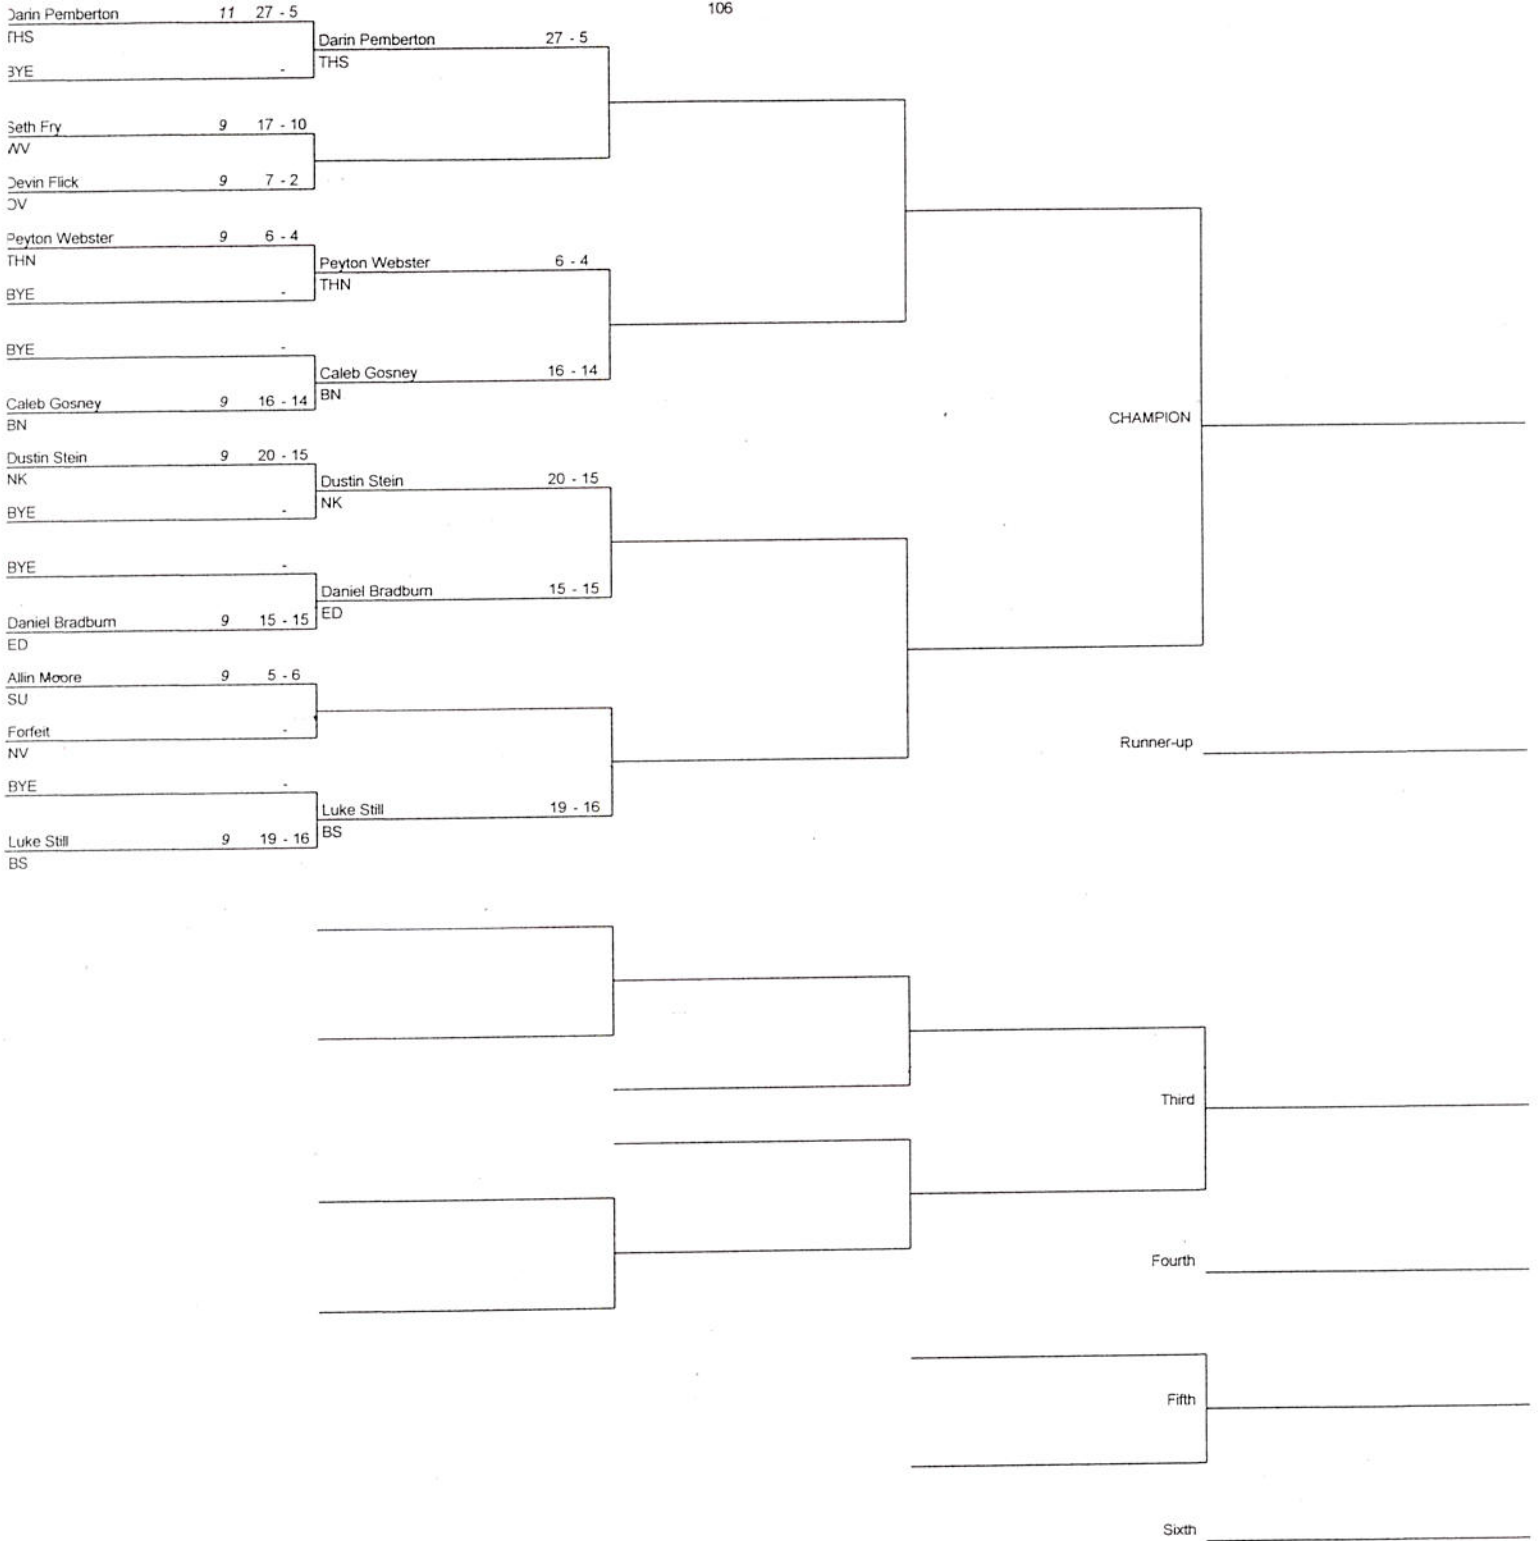 106
Darin Pemberton 11 27 - 5
THS
BYE -
Darin Pemberton 27 - 5
THS
Seth Fry 9 17 - 10
WV
Devin Flick 9 7 - 2
OV
Peyton Webster 9 6 - 4
THN
BYE -
Peyton Webster 6 - 4
THN
BYE -
Caleb Gosney 9 16 - 14
BN
Caleb Gosney 16 - 14
BN
Dustin Stein 9 20 - 15
NK
BYE -
Dustin Stein 20 - 15
NK
BYE -
Daniel Bradburn 9 15 - 15
ED
Daniel Bradburn 15 - 15
ED
Allin Moore 9 5 - 6
SU
Forfeit -
NV
BYE -
Luke Still 9 19 - 16
BS
Luke Still 19 - 16
BS
CHAMPION
Runner-up
Third
Fourth
Fifth
Sixth